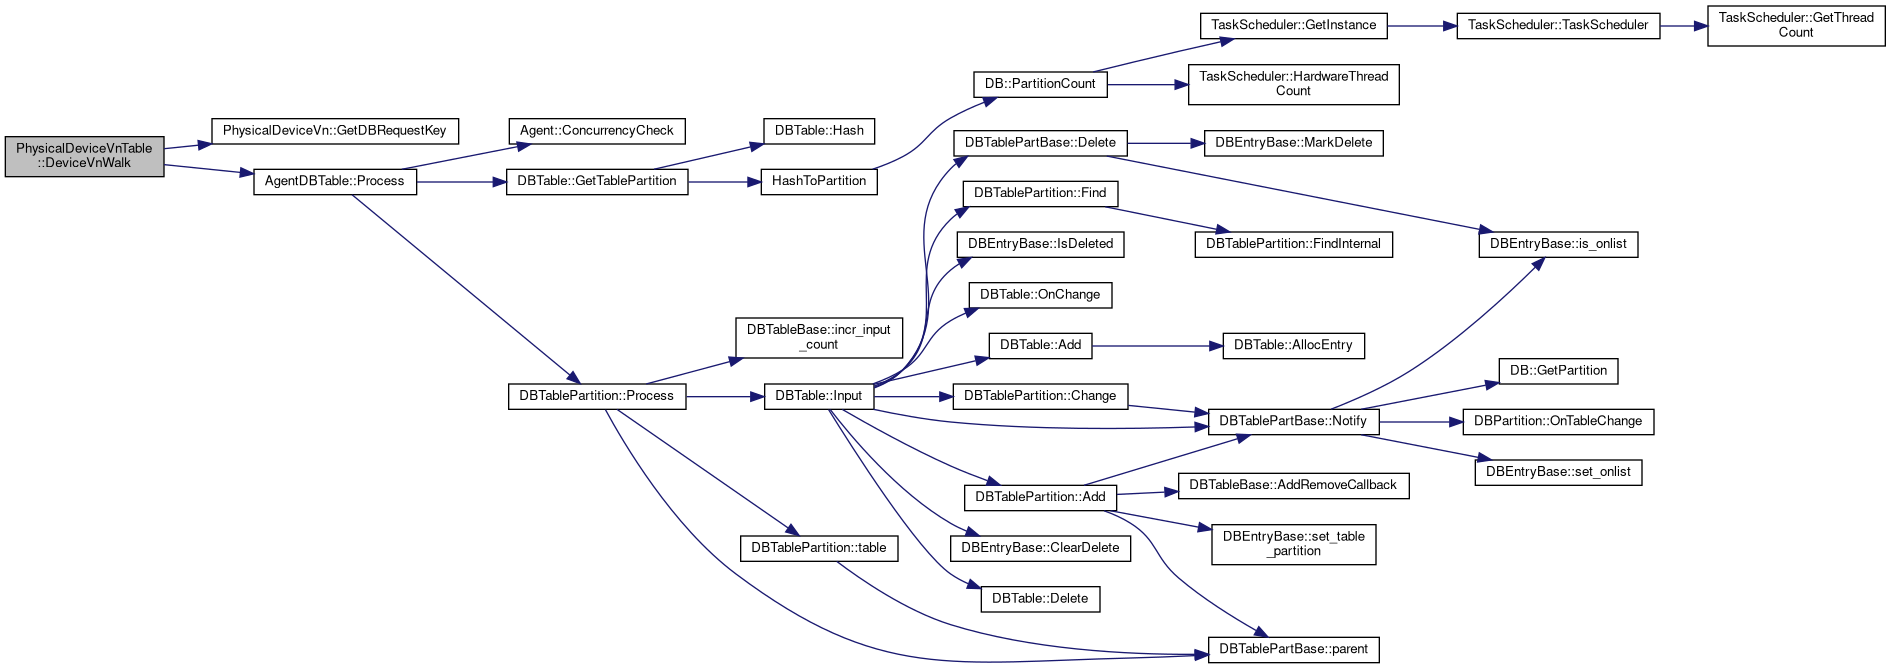 PhysicalDeviceVnTable
::DeviceVnWalk
PhysicalDeviceVn::GetDBRequestKey
AgentDBTable::Process
Agent::ConcurrencyCheck
DBTable::GetTablePartition
DBTable::Hash
HashToPartition
DB::PartitionCount
TaskScheduler::GetInstance
TaskScheduler::TaskScheduler
TaskScheduler::GetThread
Count
TaskScheduler::HardwareThread
Count
DBTablePartition::Process
DBTableBase::incr_input
_count
DBTable::Input
DBTablePartition::table
DBTablePartBase::Delete
DBEntryBase::MarkDelete
DBTablePartition::Find
DBTablePartition::FindInternal
DBEntryBase::IsDeleted
DBEntryBase::is_onlist
DBTable::OnChange
DBTable::Add
DBTable::AllocEntry
DBTablePartition::Change
DBTablePartBase::Notify
DB::GetPartition
DBPartition::OnTableChange
DBEntryBase::set_onlist
DBTablePartition::Add
DBTableBase::AddRemoveCallback
DBEntryBase::set_table
_partition
DBEntryBase::ClearDelete
DBTable::Delete
DBTablePartBase::parent